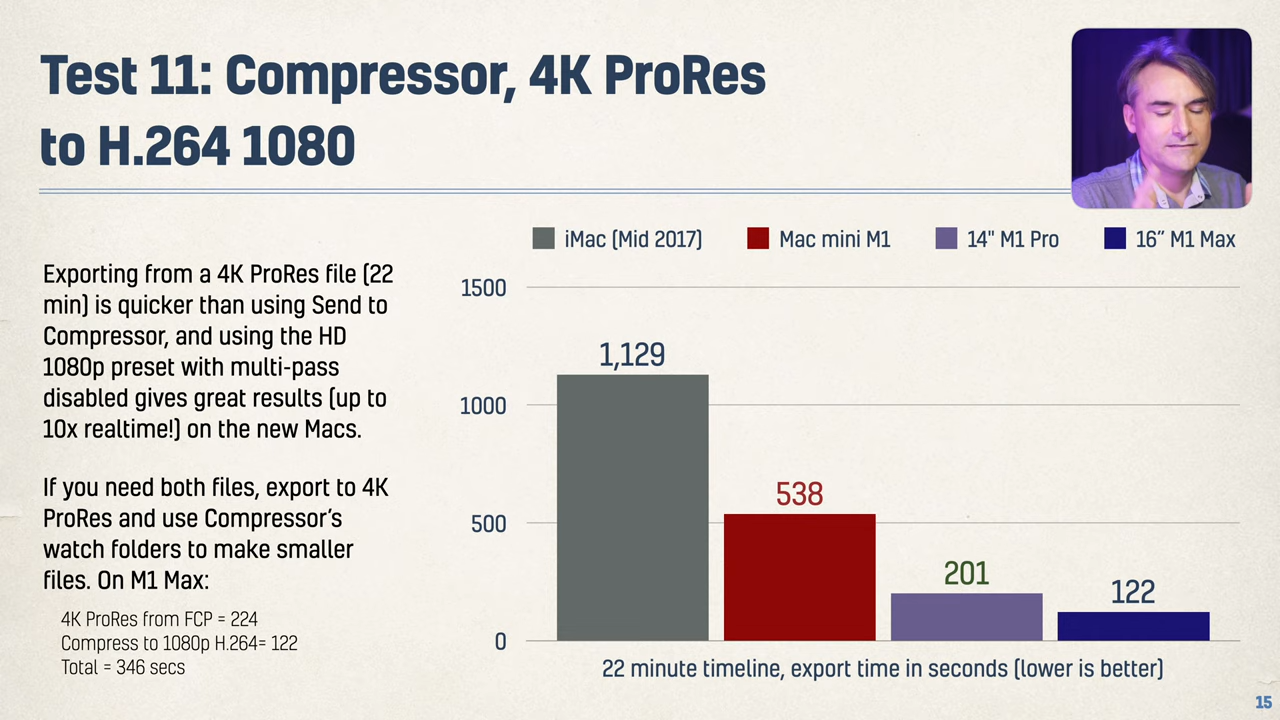 Test 11: Compressor, 4K ProRes
to H.264 1080
iMac (Mid 2017)
Mac mini M1
14" M1 Pro
16” M1 Max
Exporting from a 4K ProRes file (22
min) is quicker than using Send to
Compressor, and using the HD
1080p preset with multi-pass
disabled gives great results (up to
10x realtime!) on the new Macs.
If you need both files, export to 4K
ProRes and use Compressor’s
watch folders to make smaller
files. On M1 Max:
4K ProRes from FCP = 224
Compress to 1080p H.264= 122
Total = 346 secs
1500
1000
500
0
1,129
538
201
122
22 minute timeline, export time in seconds (lower is better)
15